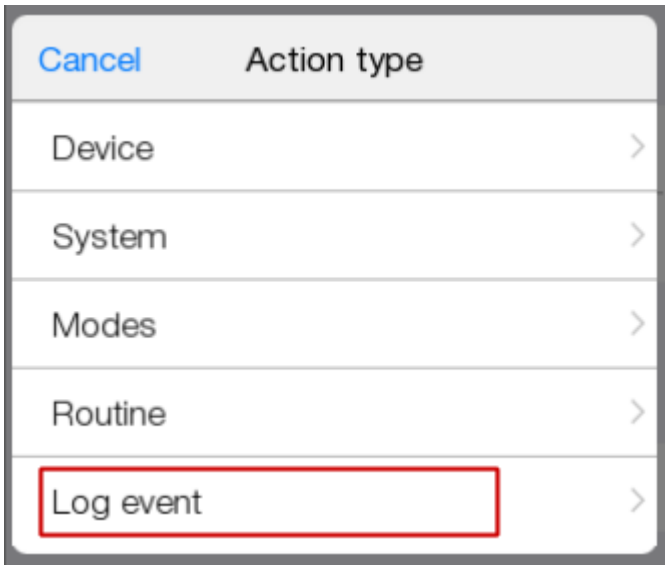 Cancel Action type
Device
System
Modes
Routine
Log event